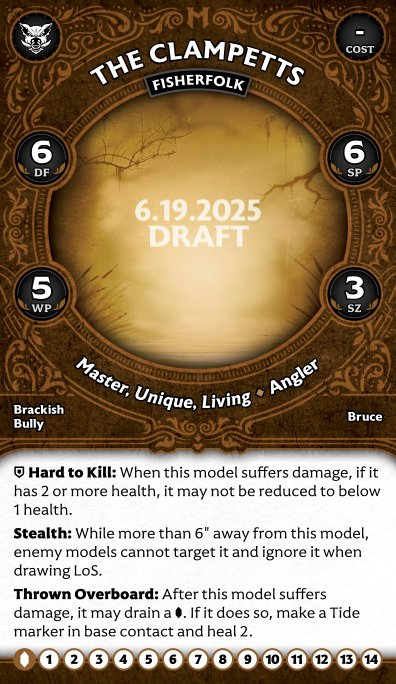 M
THE CLAMPETTS
FISHERFOLK
-
COST
6
DF
6
SP
6.19.2025
DRAFT
5
WP
3
SZ
Master, Unique, Living ◆ Angler
Brackish
Bully
Bruce
Hard to Kill: When this model suffers damage, if it
has 2 or more health, it may not be reduced to below
1 health.
Stealth: While more than 6" away from this model,
enemy models cannot target it and ignore it when
drawing LoS.
Thrown Overboard: After this model suffers
damage, it may drain a . If it does so, make a Tide
marker in base contact and heal 2.
1 2 3 4 5 6 7 8 9 10 11 12 13 14